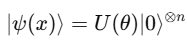 |ψ(x)⟩ = U(θ)|0⟩^{⊗n}